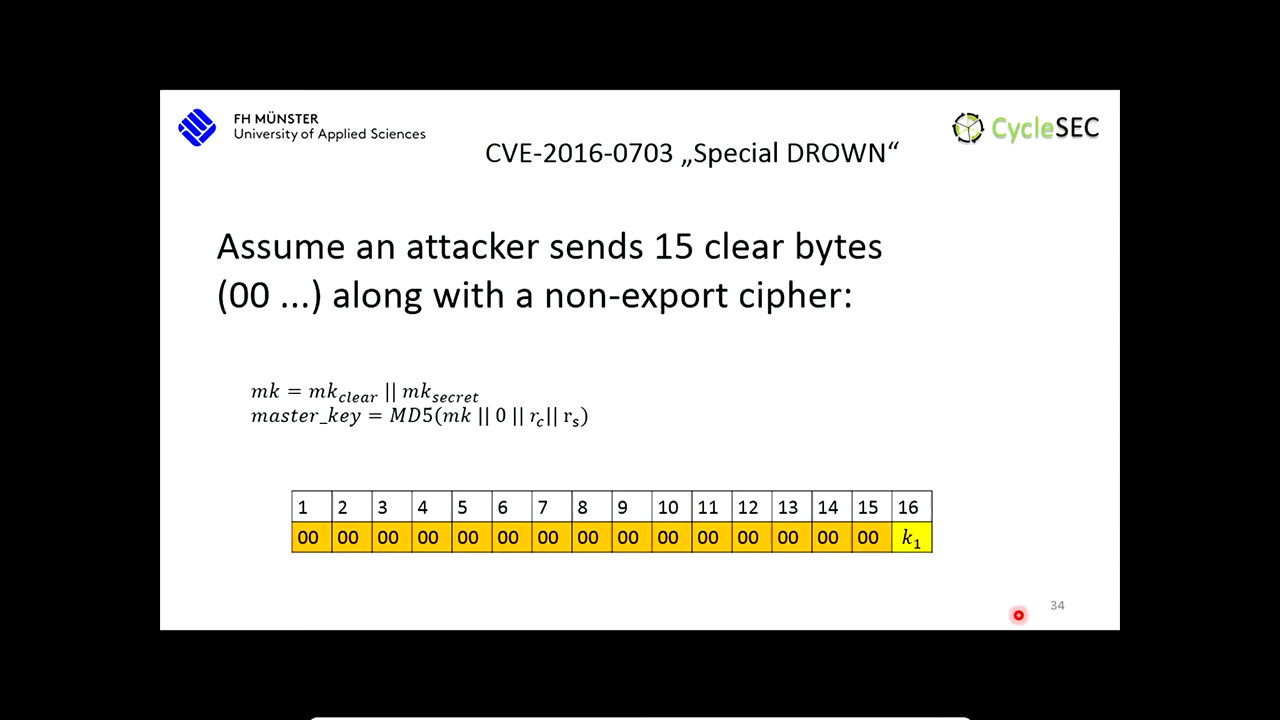 FH MÜNSTER
University of Applied Sciences
CycleSEC
CVE-2016-0703 „Special DROWN“
Assume an attacker sends 15 clear bytes
(00 ...) along with a non-export cipher:
mk = mk_clear || mk_secret
master_key = MD5(mk || 0 || r_c || r_s)
1 2 3 4 5 6 7 8 9 10 11 12 13 14 15 16
00 00 00 00 00 00 00 00 00 00 00 00 00 00 00 k_1
34